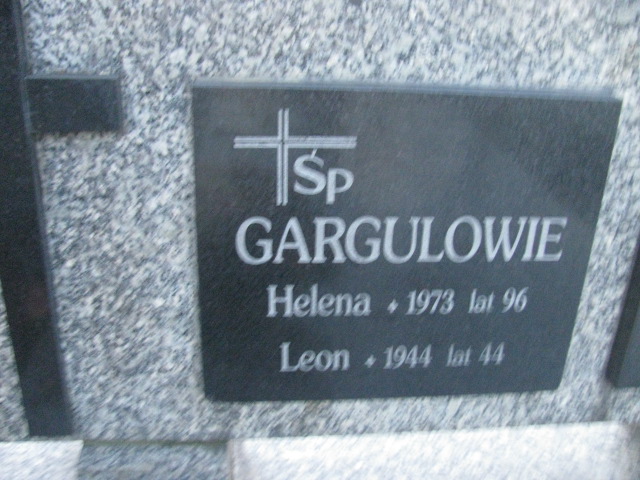 ŚP
GARGULOWIE
Helena + 1973 lat 96
Leon + 1944 lat 44